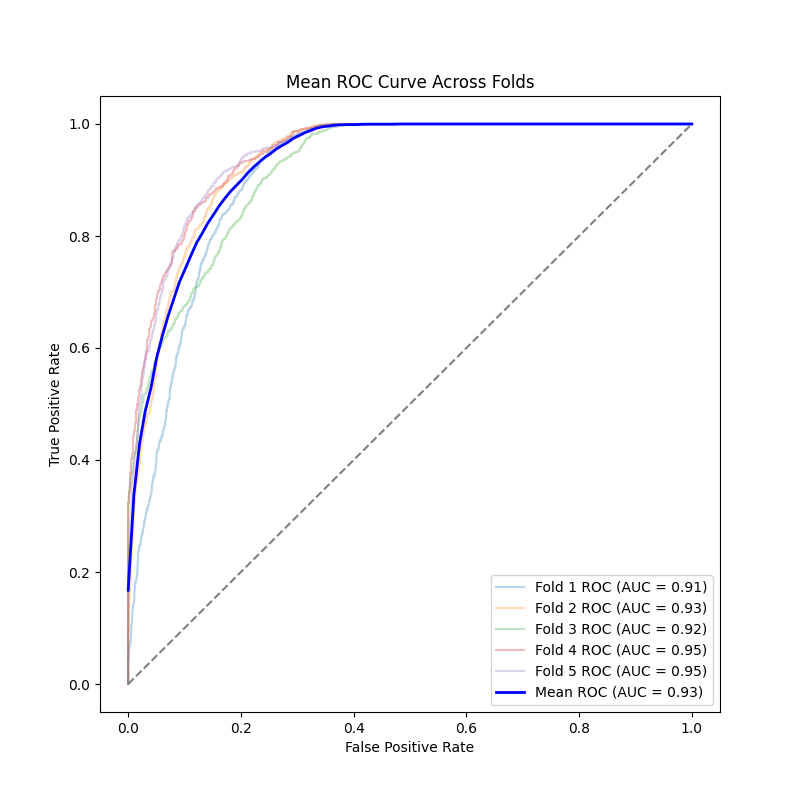 Mean ROC Curve Across Folds
True Positive Rate
1.0
0.8
0.6
0.4
0.2
0.0
Fold 1 ROC (AUC = 0.91)
Fold 2 ROC (AUC = 0.93)
Fold 3 ROC (AUC = 0.92)
Fold 4 ROC (AUC = 0.95)
Fold 5 ROC (AUC = 0.95)
Mean ROC (AUC = 0.93)
0.0 0.2 0.4 0.6 0.8 1.0
False Positive Rate